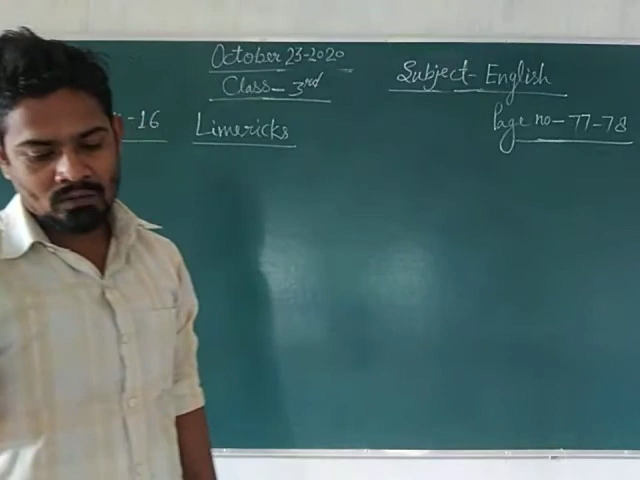 October 23-2020
Class- 3rd
Subject- English
-16 Limericks
Page no- 77-78